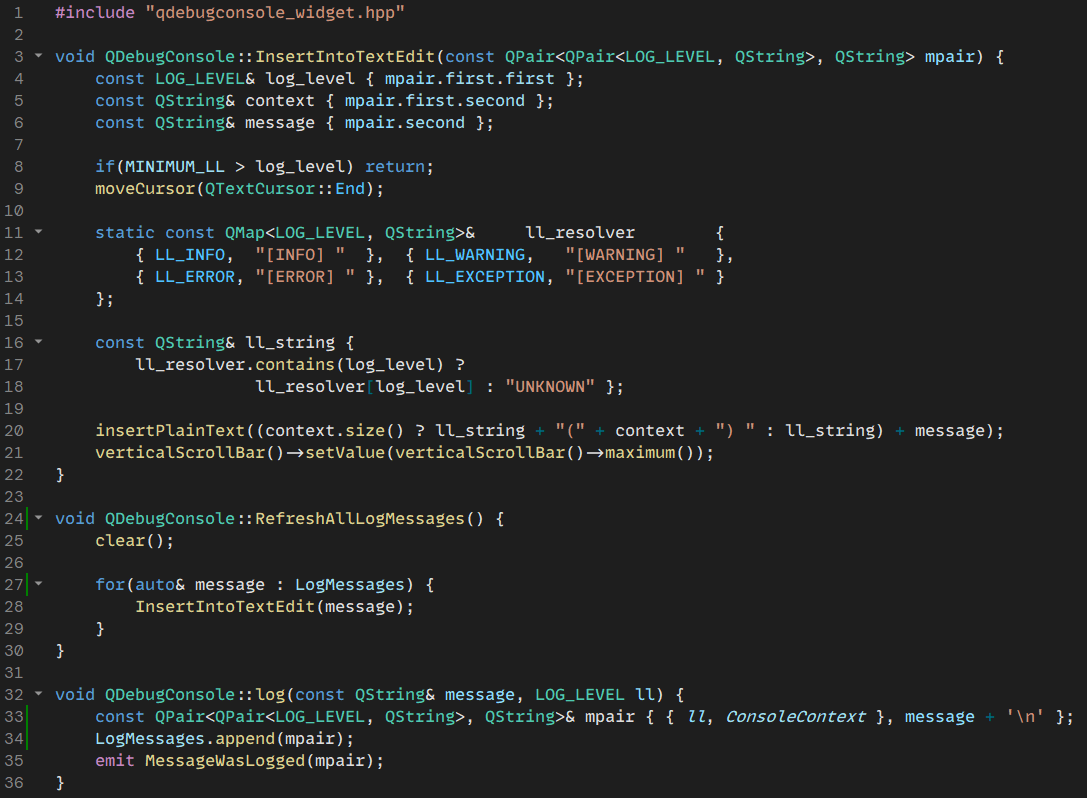 1 #include "qdebugconsole_widget.hpp"
2
3 void QDebugConsole::InsertIntoTextEdit(const QPair<QPair<LOG_LEVEL, QString>, QString> mpair) {
4     const LOG_LEVEL& log_level { mpair.first.first };
5     const QString& context { mpair.first.second };
6     const QString& message { mpair.second };
7
8     if(MINIMUM_LL > log_level) return;
9     moveCursor(QTextCursor::End);
10
11     static const QMap<LOG_LEVEL, QString>&     ll_resolver        {
12         { LL_INFO,  "[INFO] "  },  { LL_WARNING,   "[WARNING] "   },
13         { LL_ERROR, "[ERROR] " },  { LL_EXCEPTION, "[EXCEPTION] " }
14     };
15
16     const QString& ll_string {
17         ll_resolver.contains(log_level) ?
18                     ll_resolver[log_level] : "UNKNOWN" };
19
20     insertPlainText((context.size() ? ll_string + "(" + context + ") " : ll_string) + message);
21     verticalScrollBar()->setValue(verticalScrollBar()->maximum());
22 }
23
24 void QDebugConsole::RefreshAllLogMessages() {
25     clear();
26
27     for(auto& message : LogMessages) {
28         InsertIntoTextEdit(message);
29     }
30 }
31
32 void QDebugConsole::log(const QString& message, LOG_LEVEL ll) {
33     const QPair<QPair<LOG_LEVEL, QString>, QString>& mpair { { ll, ConsoleContext }, message + '\n' };
34     LogMessages.append(mpair);
35     emit MessageWasLogged(mpair);
36 }